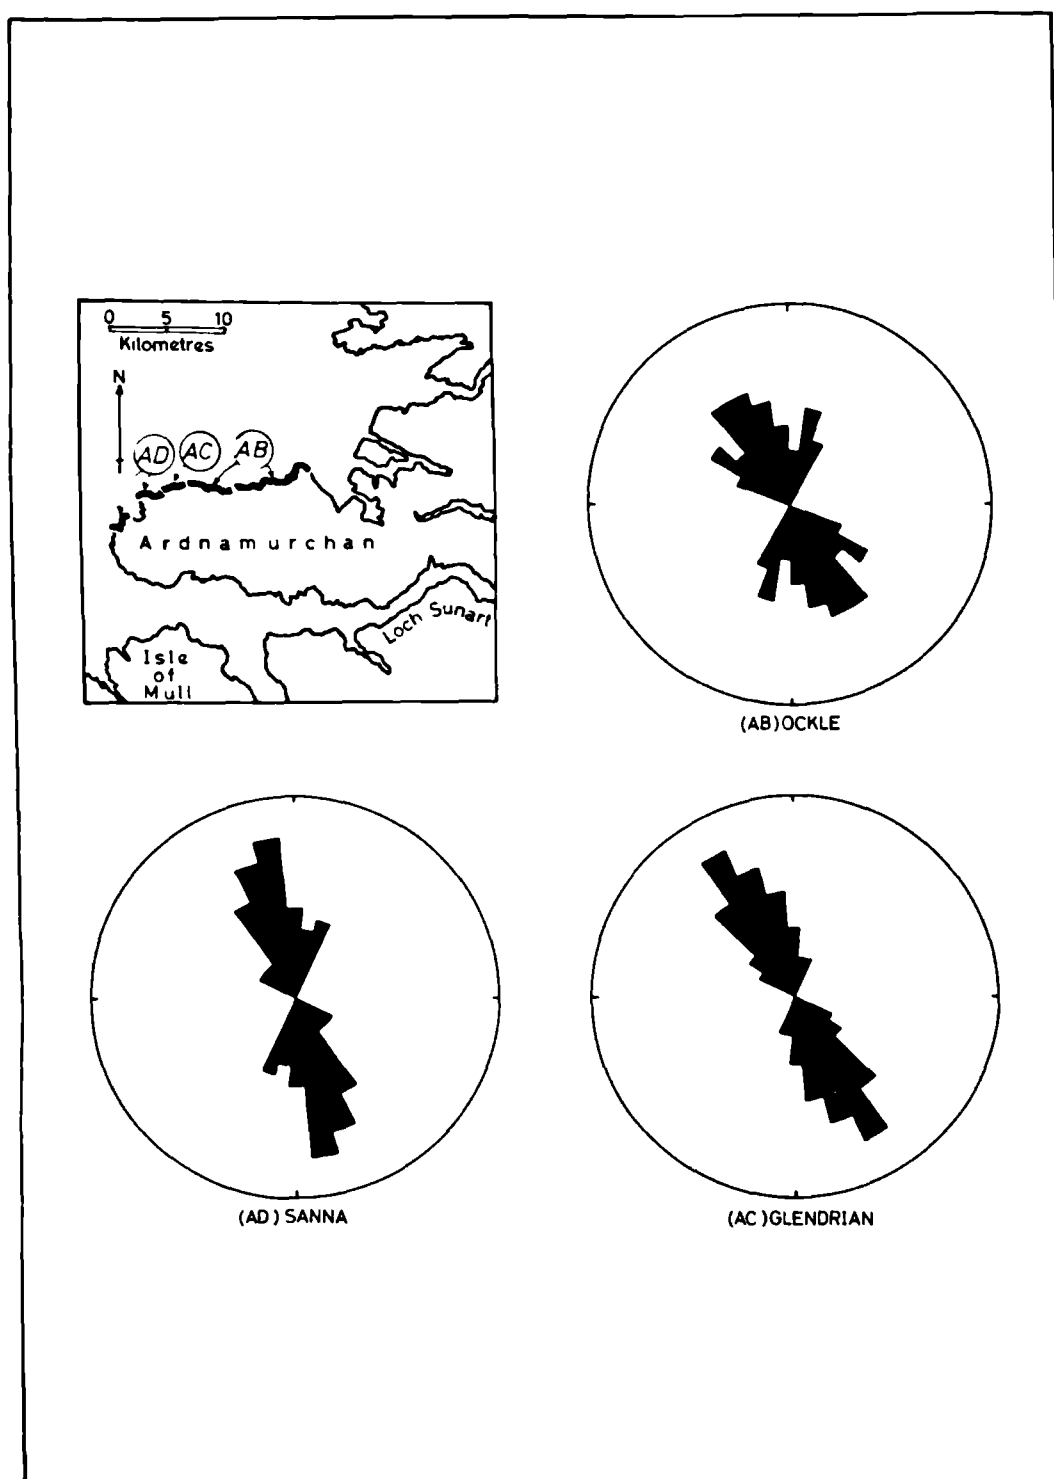 0 5 10
Kilometres
N
AD AC AB
Ardnamurchan
Loch Sunart
Isle
of
Mull
(AB)OCKLE
(AD) SANNA
(AC)GLENDRIAN